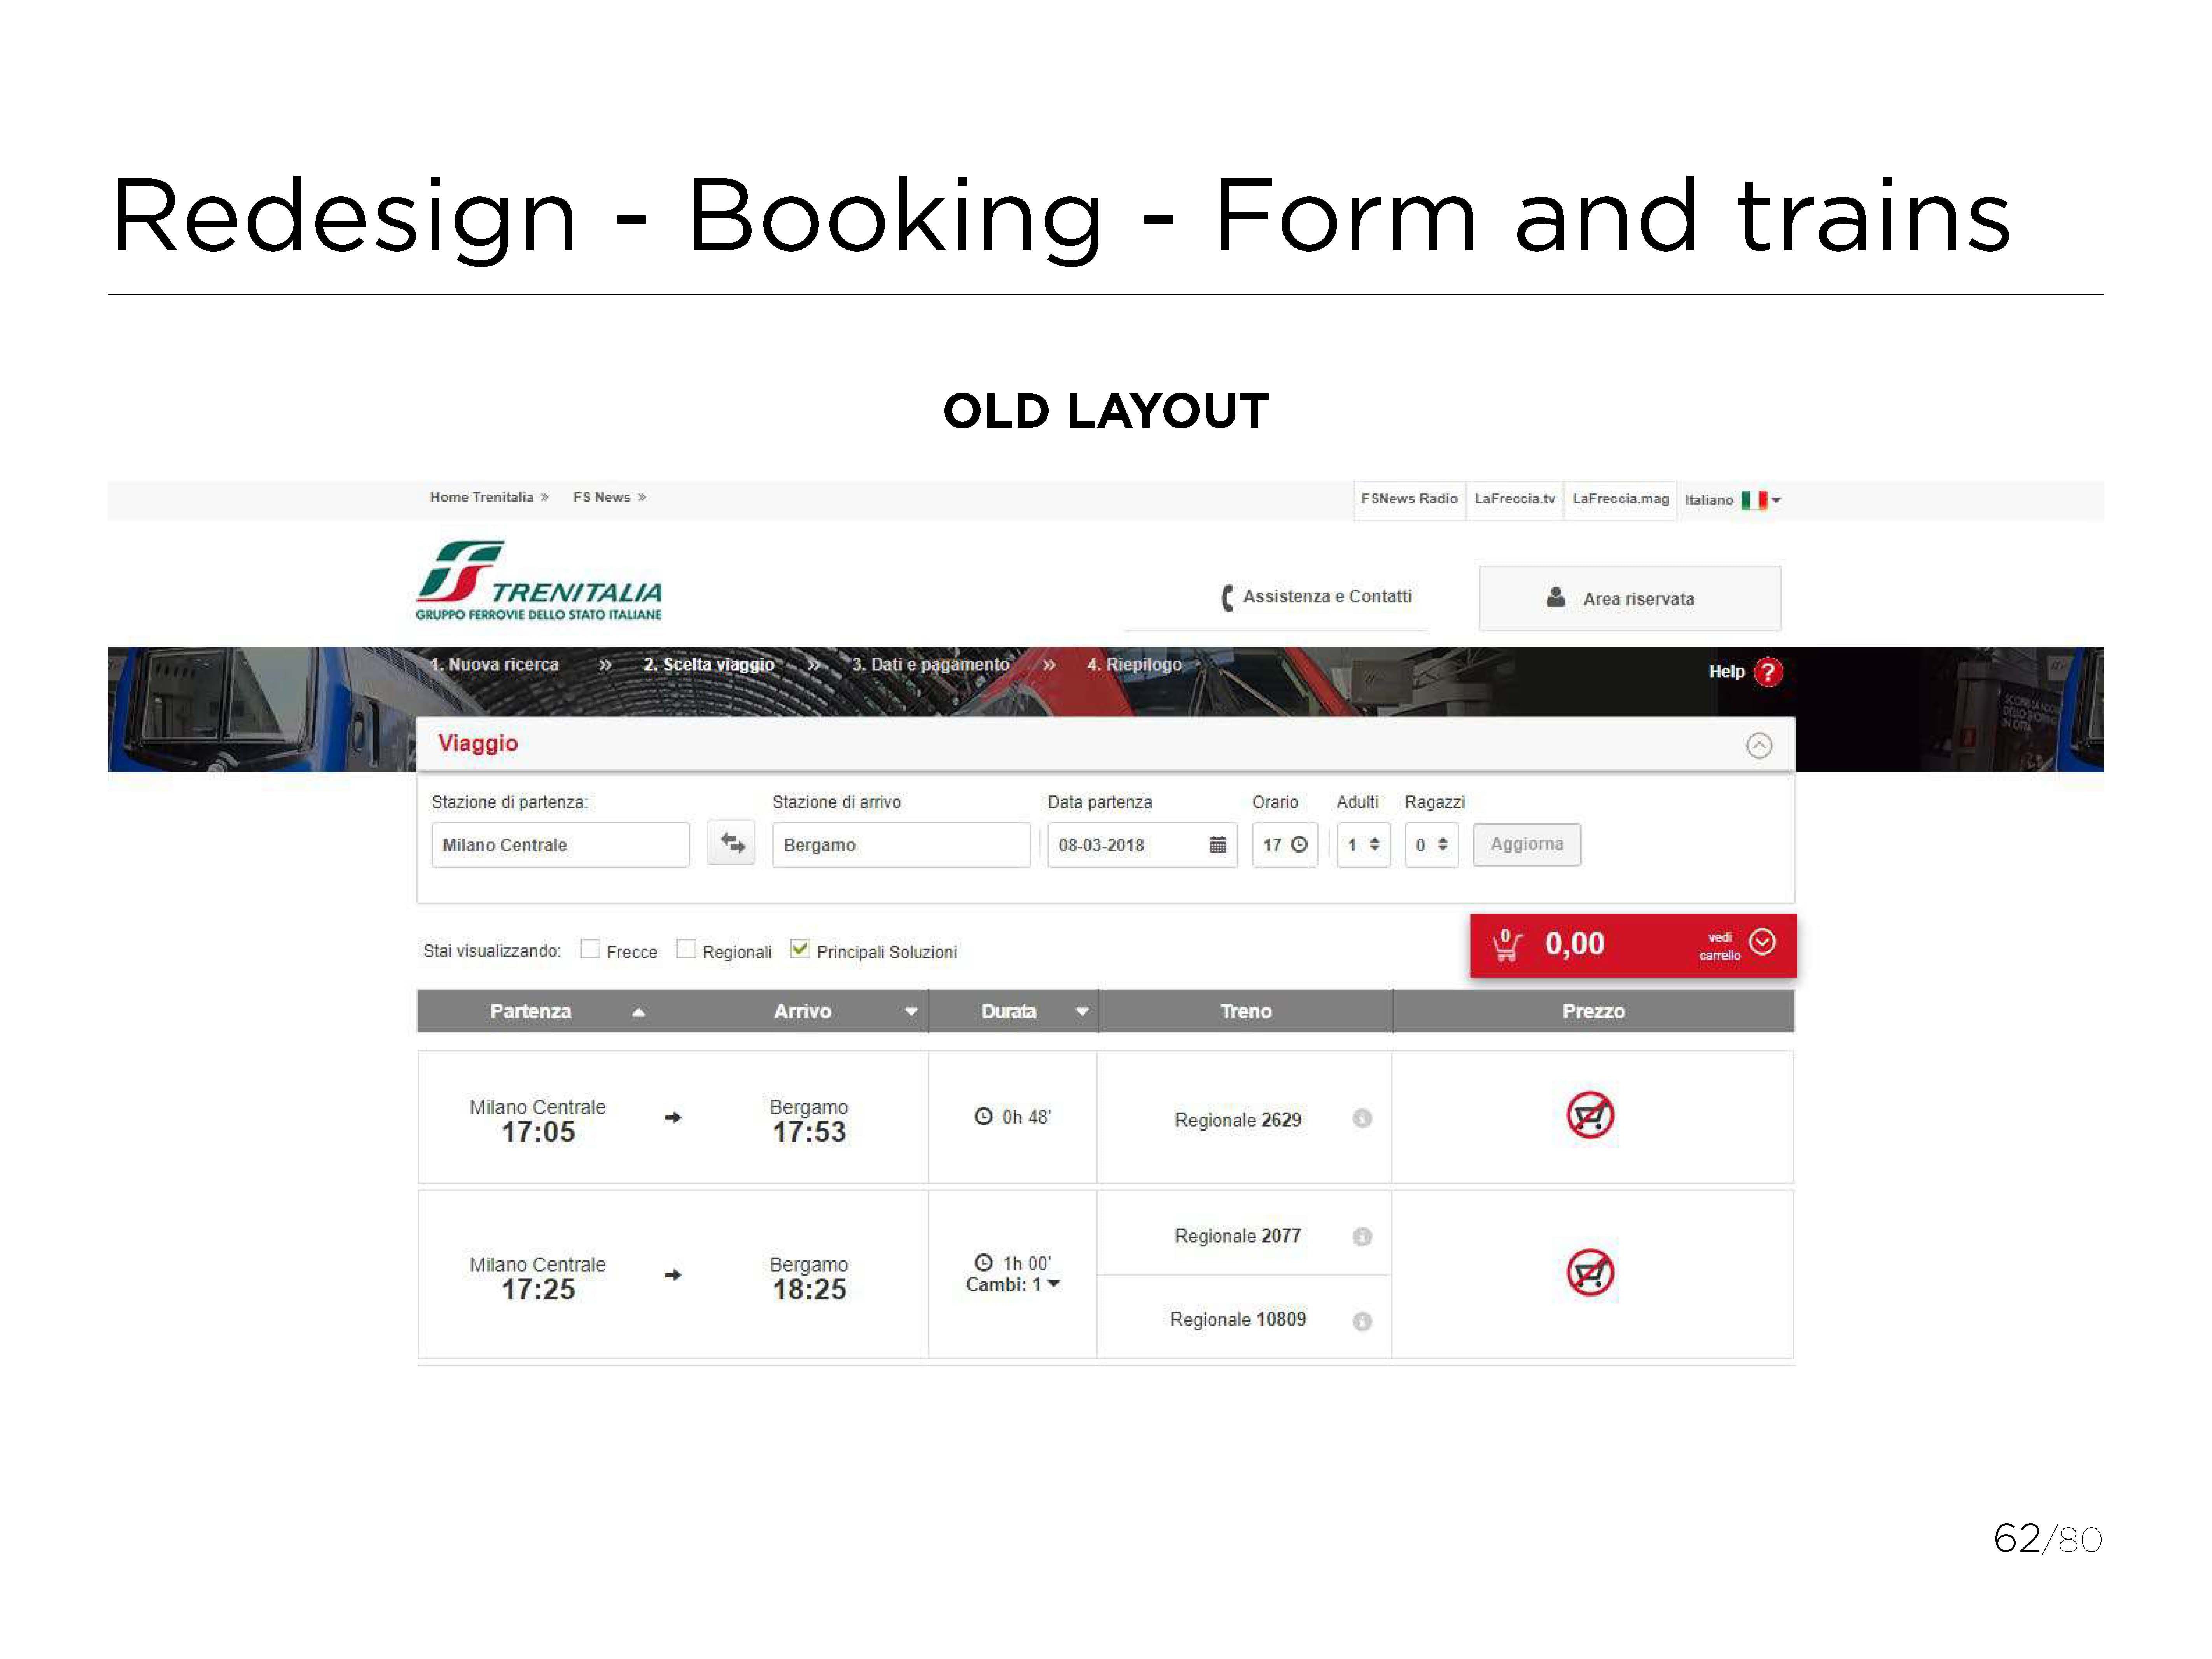 Redesign - Booking - Form and trains
OLD LAYOUT
Home Trenitalia » FS News » FSNews Radio LaFreccia.tv LaFreccia.mag Italiano
TRENITALIA
GRUPPO FERROVIE DELLO STATO ITALIANE
Assistenza e Contatti Area riservata
1. Nuova ricerca » 2. Scelta viaggio » 3. Dati e pagamento » 4. Riepilogo Help ?
Viaggio
Stazione di partenza: Stazione di arrivo Data partenza Orario Adulti Ragazzi
Milano Centrale Bergamo 08-03-2018 17 1 0 Aggiorna
Stai visualizzando: Frecce Regionali Principali Soluzioni
0 0,00 vedi carrello
Partenza Arrivo Durata Treno Prezzo
Milano Centrale Bergamo
17:05 17:53 0h 48' Regionale 2629
Regionale 2077
Milano Centrale Bergamo 1h 00'
17:25 18:25 Cambi: 1
Regionale 10809
62/80